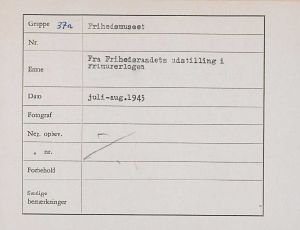 Gruppe 37a Frihedsmuseet
Nr.
Emne Fra Frihedsraadets udstilling i
Frimurerlogen
Dato juli-aug.1945
Fotograf
Neg. opbev.
" nr.
Forbehold
Særlige
bemærkninger